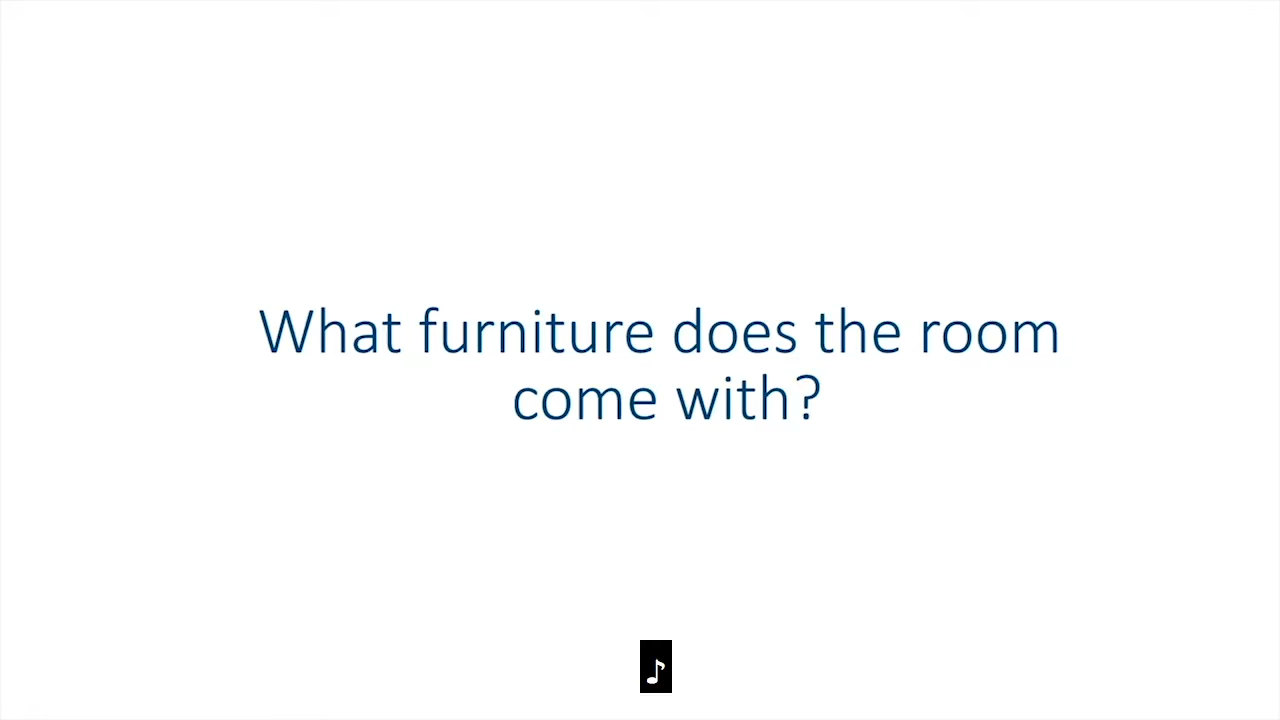 What furniture does the room
come with?
♪